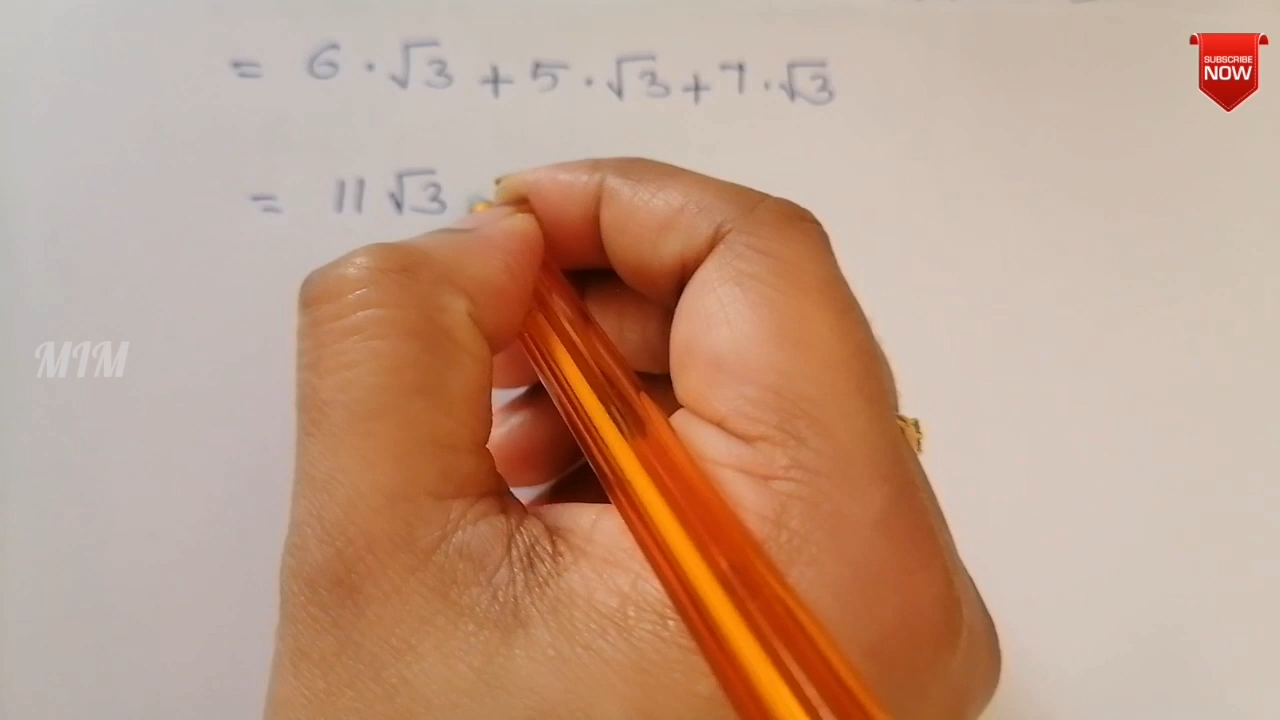 = 6 · √3 + 5 · √3 + 7 · √3
SUBSCRIBE
NOW
= 11 √3
MIM